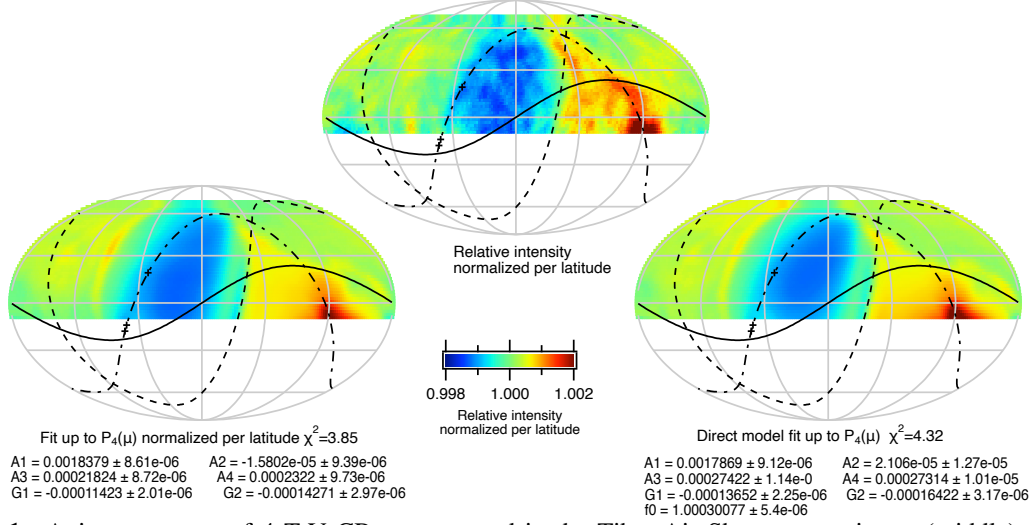 Relative intensity
normalized per latitude
0.998 1.000 1.002
Relative intensity
normalized per latitude
Fit up to P₄(μ) normalized per latitude χ²=3.85
A1 = 0.0018379 ± 8.61e-06 A2 = -1.5802e-05 ± 9.39e-06
A3 = 0.00021824 ± 8.72e-06 A4 = 0.0002322 ± 9.73e-06
G1 = -0.00011423 ± 2.01e-06 G2 = -0.00014271 ± 2.97e-06
Direct model fit up to P₄(μ) χ²=4.32
A1 = 0.0017869 ± 9.12e-06 A2 = 2.106e-05 ± 1.27e-05
A3 = 0.00027422 ± 1.14e-0 A4 = 0.00027314 ± 1.01e-05
G1 = -0.00013652 ± 2.25e-06 G2 = -0.00016422 ± 3.17e-06
f0 = 1.00030077 ± 5.4e-06